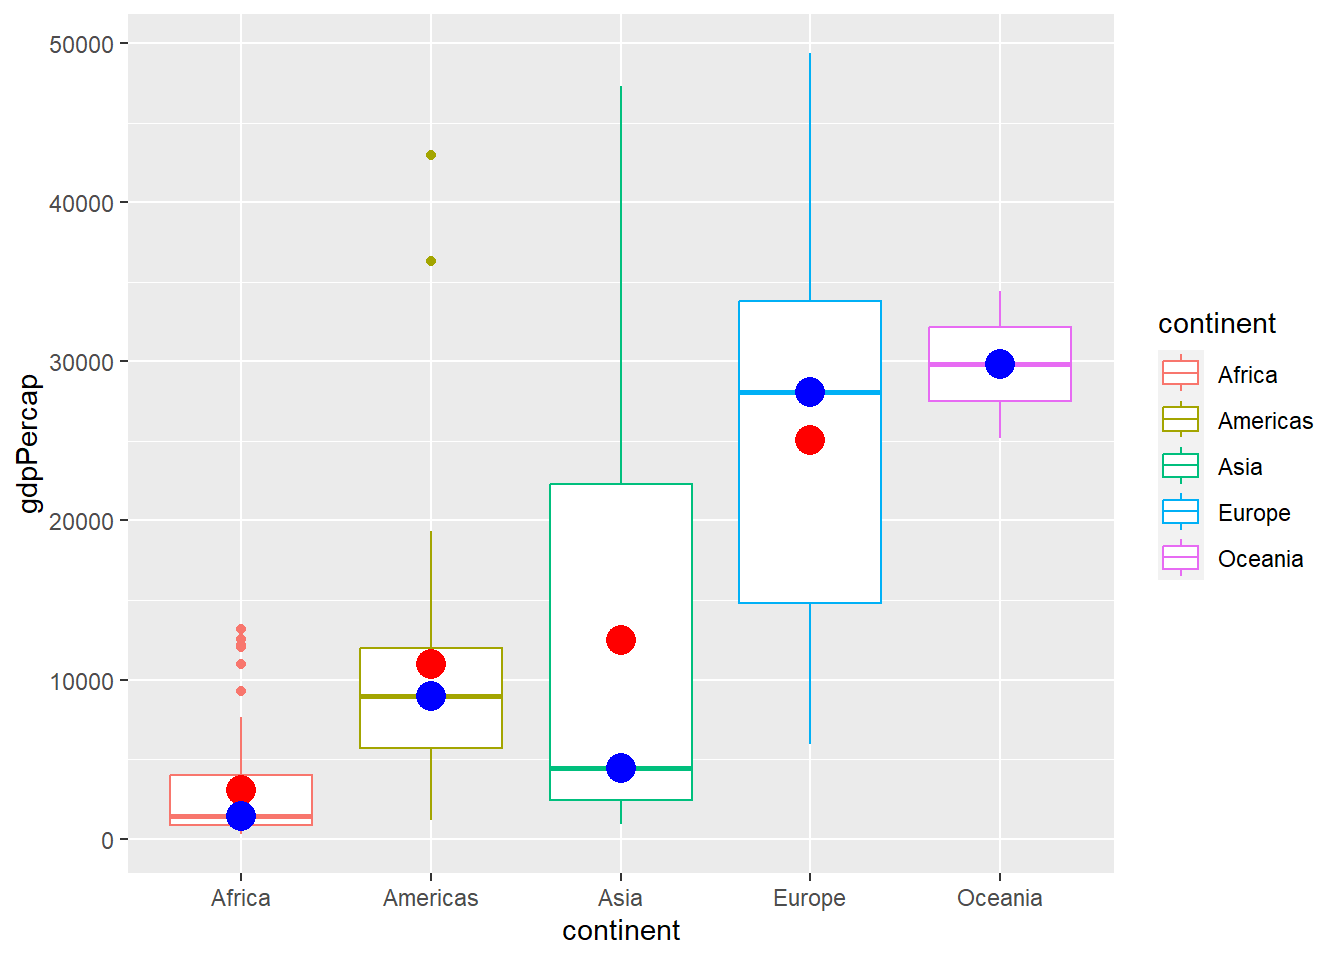 gdpPercap
50000
40000
30000
20000
10000
0
Africa
Americas
Asia
Europe
Oceania
continent
continent
Africa
Americas
Asia
Europe
Oceania